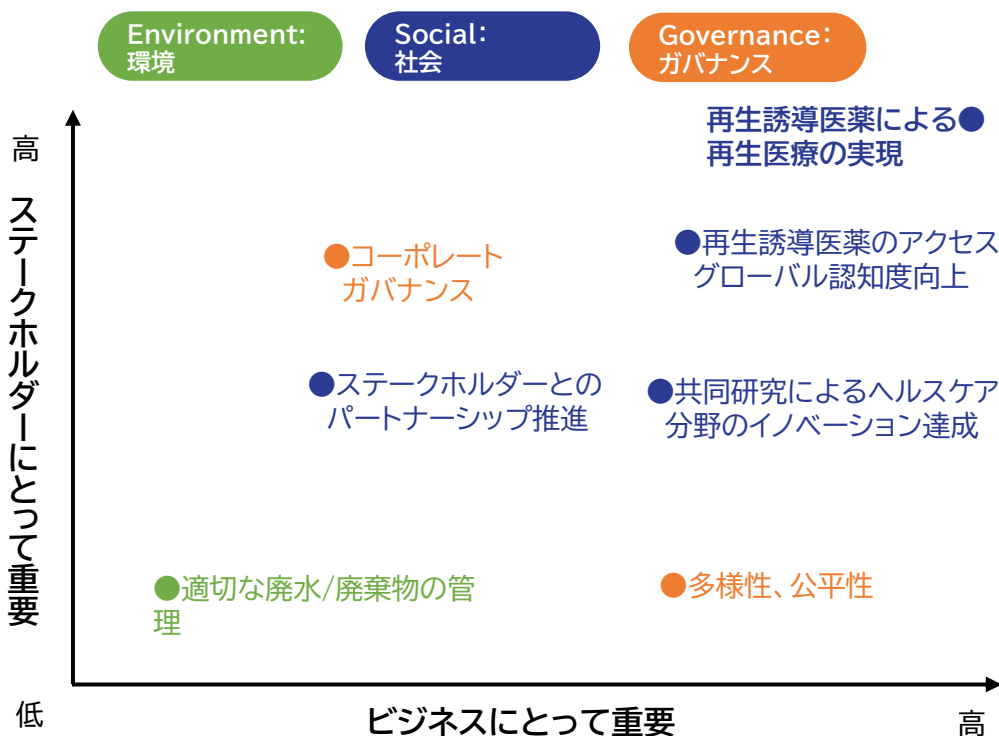 Environment:
環境
Social:
社会
Governance:
ガバナンス
高
ステークホルダーにとって重要
低
再生誘導医薬による●
再生医療の実現
●コーポレート
ガバナンス
●再生誘導医薬のアクセス
グローバル認知度向上
●ステークホルダーとの
パートナーシップ推進
●共同研究によるヘルスケア
分野のイノベーション達成
●適切な廃水/廃棄物の管
理
●多様性、公平性
ビジネスにとって重要
高